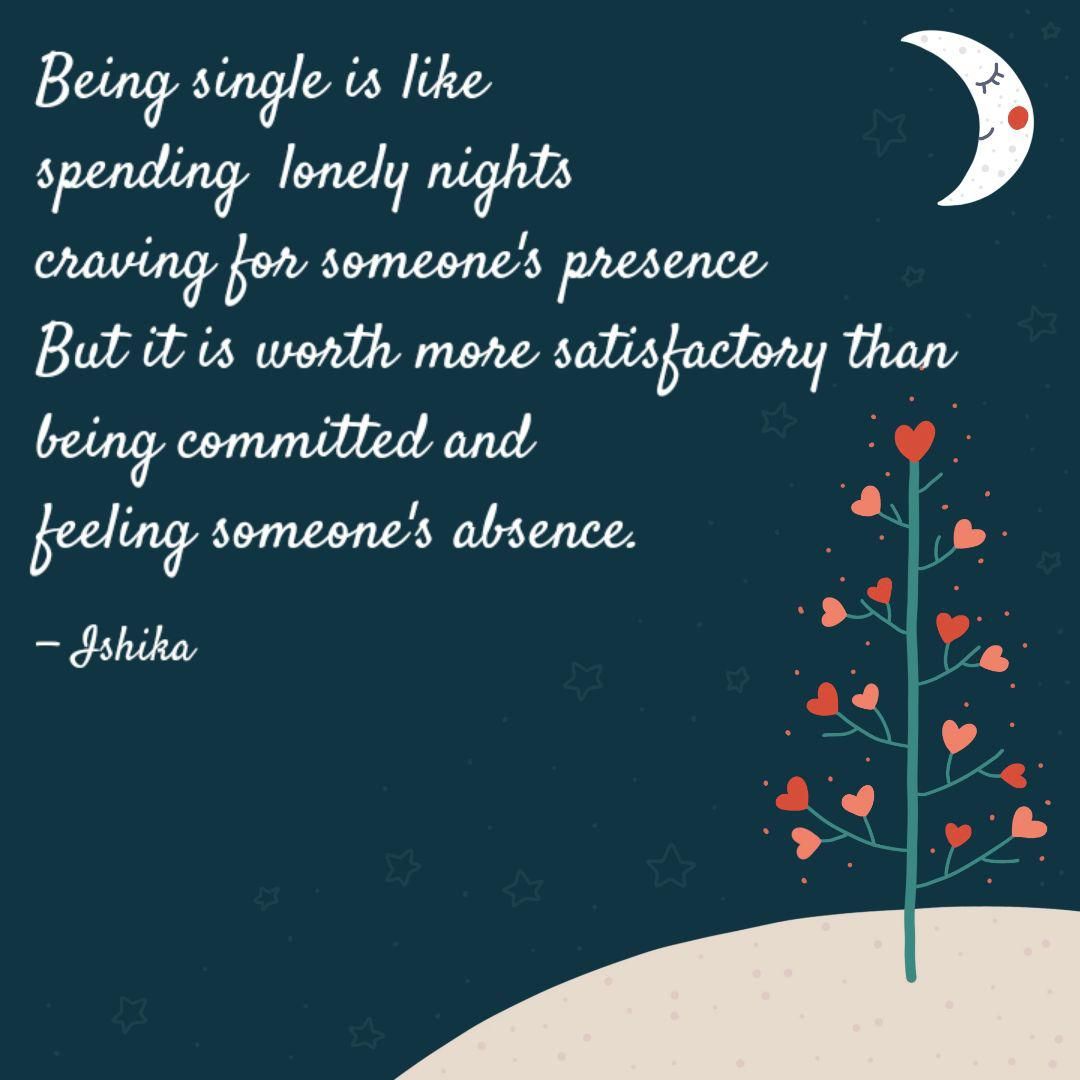 Being single is like
spending lonely nights
craving for someone's presence
But it is worth more satisfactory than
being committed and
feeling someone's absence.
– Ishika